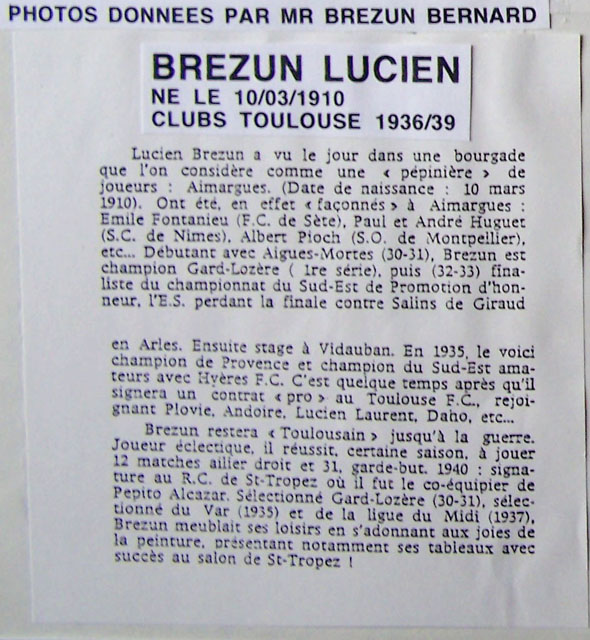 PHOTOS DONNEES PAR MR BREZUN BERNARD
BREZUN LUCIEN
NE LE 10/03/1910
CLUBS TOULOUSE 1936/39
Lucien Brezun a vu le jour dans une bourgade
que l'on considère comme une « pépinière » de
joueurs : Aimargues. (Date de naissance : 10 mars
1910). Ont été, en effet « façonnés » à Aimargues :
Emile Fontanieu (F.C. de Sète), Paul et André Huguet
(S.C. de Nimes), Albert Pioch (S.O. de Montpellier),
etc... Débutant avec Aigues-Mortes (30-31), Brezun est
champion Gard-Lozère ( 1re série), puis (32-33) fina-
liste du championnat du Sud-Est de Promotion d'hon-
neur, l'E.S. perdant la finale contre Salins de Giraud
en Arles. Ensuite stage à Vidauban. En 1935, le voici
champion de Provence et champion du Sud-Est ama-
teurs avec Hyères F.C. C'est quelque temps après qu'il
signera un contrat « pro » au Toulouse F.C., rejoi-
gnant Plovie, Andoire, Lucien Laurent, Daho, etc...
Brezun restera « Toulousain » jusqu'à la guerre.
Joueur éclectique, il réussit, certaine saison, à jouer
12 matches ailier droit et 31, garde-but. 1940 : signa-
ture au R.C. de St-Tropez où il fut le co-équipier de
Pepito Alcazar. Sélectionné Gard-Lozère (30-31), sélec-
tionné du Var (1935) et de la ligue du Midi (1937),
Brezun meublait ses loisirs en s'adonnant aux joies de
la peinture, présentant notamment ses tableaux avec
succès au salon de St-Tropez !